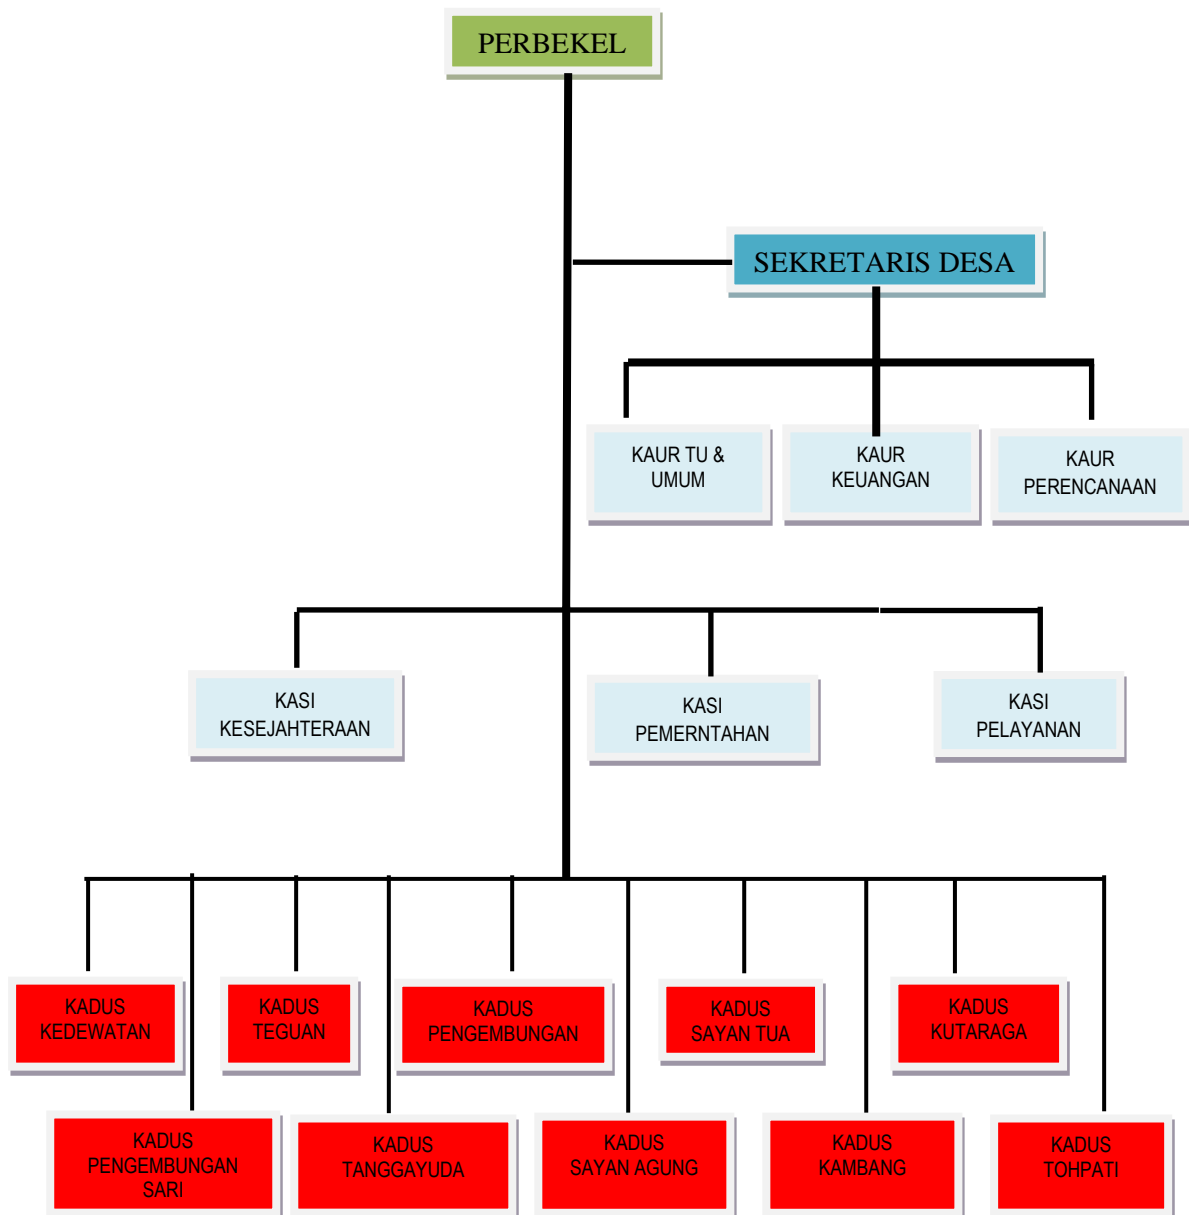 PERBEKEL
SEKRETARIS DESA
KAUR TU &
UMUM
KAUR
KEUANGAN
KAUR
PERENCANAAN
KASI
KESEJAHTERAAN
KASI
PEMERNTAHAN
KASI
PELAYANAN
KADUS
KEDEWATAN
KADUS
TEGUAN
KADUS
PENGEMBUNGAN
KADUS
SAYAN TUA
KADUS
KUTARAGA
KADUS
PENGEMBUNGAN
SARI
KADUS
TANGGAYUDA
KADUS
SAYAN AGUNG
KADUS
KAMBANG
KADUS
TOHPATI